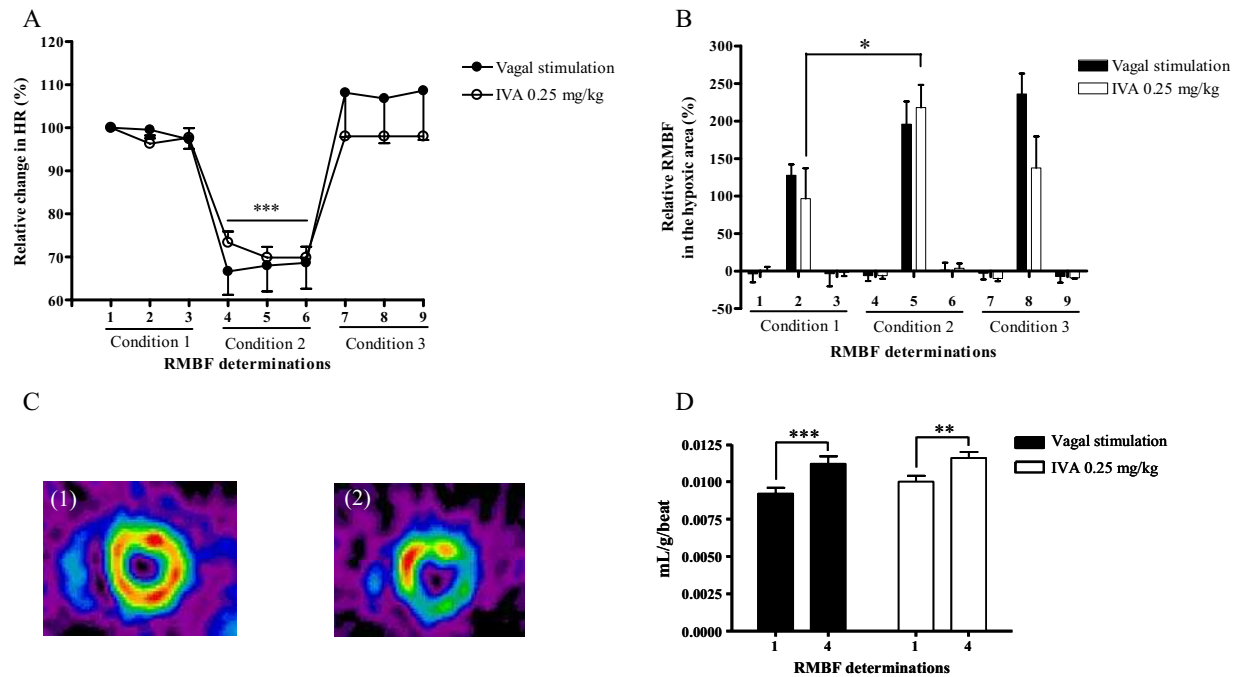 A
Relative change in HR (%)
120
110
100
90
80
70
60
***
1 2 3 4 5 6 7 8 9
Condition 1 Condition 2 Condition 3
RMBF determinations
Vagal stimulation
IVA 0.25 mg/kg
B
Relative RMBF
in the hypoxic area (%)
300
250
200
150
100
50
0
-50
*
1 2 3 4 5 6 7 8 9
Condition 1 Condition 2 Condition 3
RMBF determinations
Vagal stimulation
IVA 0.25 mg/kg
C
(1)
(2)
D
mL/g/beat
0.0125
0.0100
0.0075
0.0050
0.0025
0.0000
*** **
1 4 1 4
RMBF determinations
Vagal stimulation
IVA 0.25 mg/kg